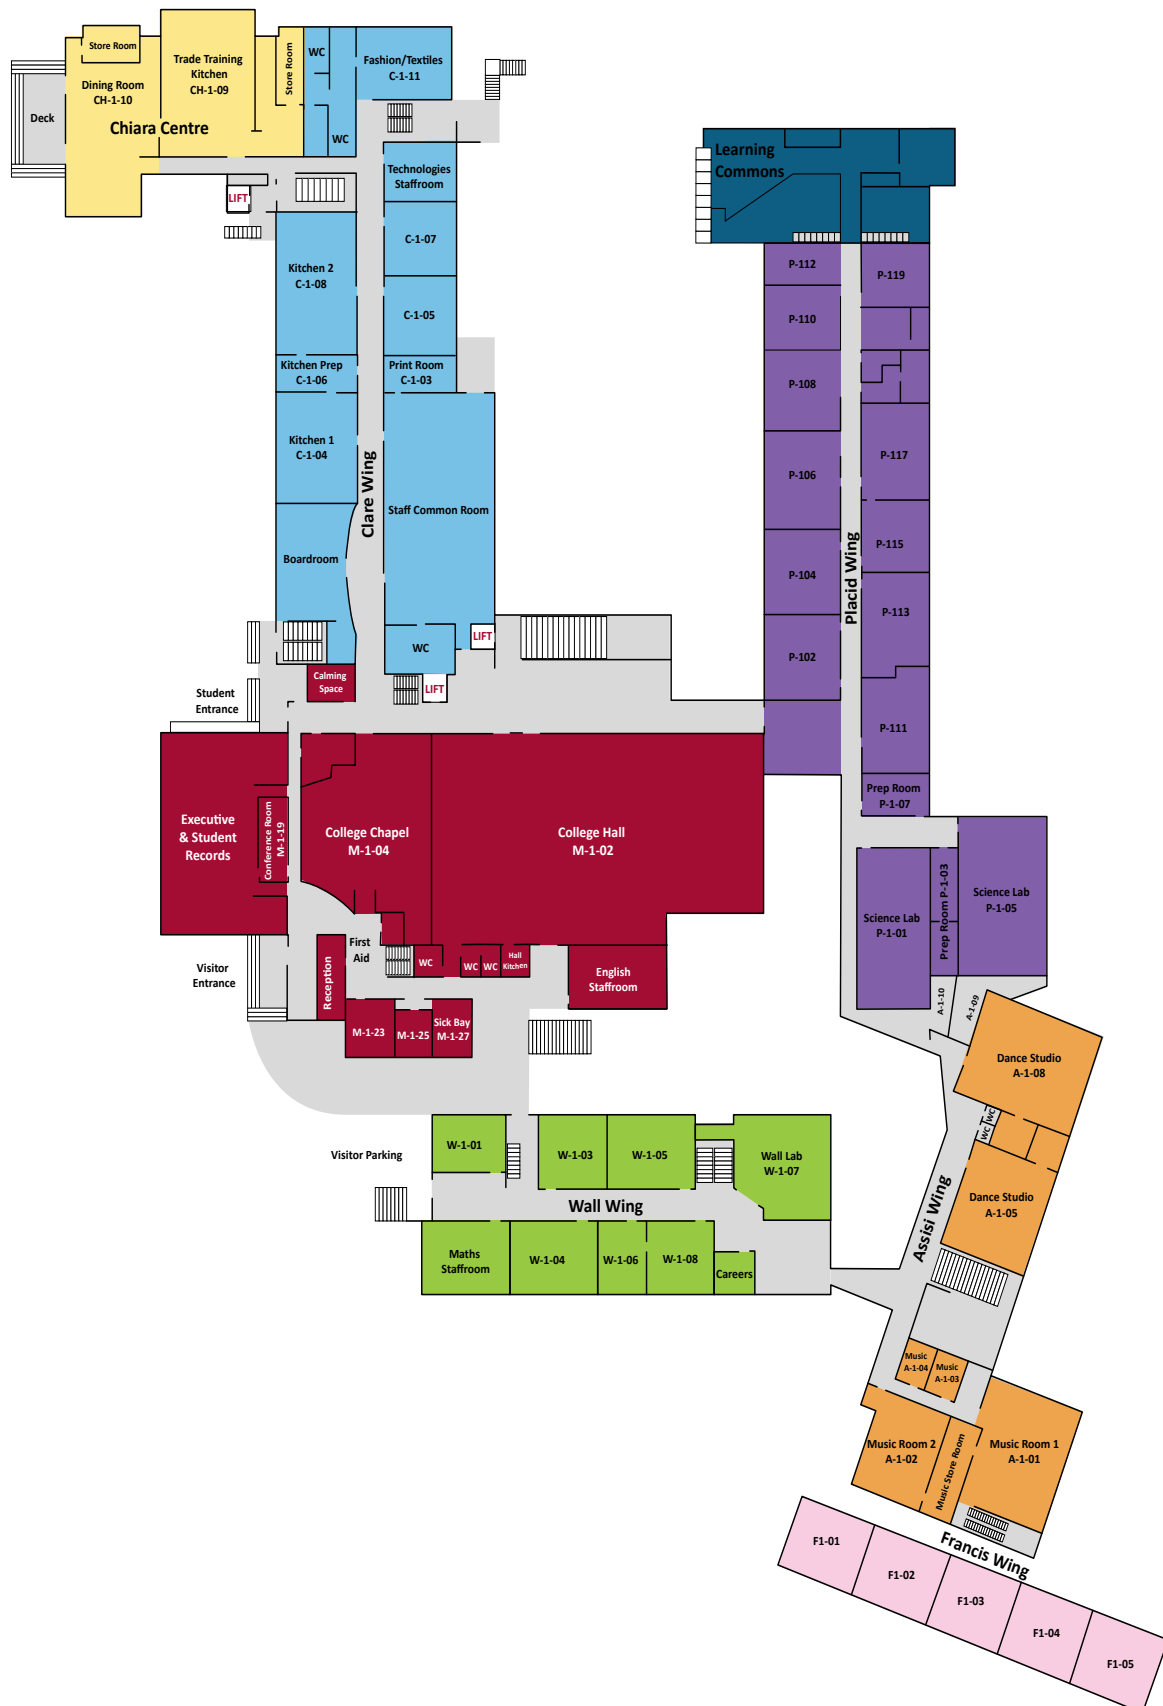 Store Room
Trade Training
Kitchen
CH-1-09
Dining Room
CH-1-10
Store Room
WC
Fashion/Textiles
C-1-11
Deck
Chiara Centre
WC
LIFT
Technologies
Staffroom
C-1-07
Kitchen 2
C-1-08
C-1-05
Kitchen Prep
C-1-06
Print Room
C-1-03
Kitchen 1
C-1-04
Clare Wing
Staff Common Room
Boardroom
WC
LIFT
LIFT
Calming
Space
Student
Entrance
Learning
Commons
P-112
P-119
P-110
P-108
P-117
P-106
P-115
P-104
Placid Wing
P-113
P-102
P-111
Prep Room
P-1-07
Executive
& Student
Records
Conference Room
M-1-19
College Chapel
M-1-04
College Hall
M-1-02
Science Lab
P-1-01
Prep Room P-1-03
Science Lab
P-1-05
First
Aid
WC
WC
WC
Hall
Kitchen
English
Staffroom
Visitor
Entrance
Reception
M-1-23
M-1-25
Sick Bay
M-1-27
A-1-10
A-1-09
Dance Studio
A-1-08
WC
WC
Dance Studio
A-1-05
Assisi Wing
Visitor Parking
W-1-01
W-1-03
W-1-05
Wall Lab
W-1-07
Wall Wing
Maths
Staffroom
W-1-04
W-1-06
W-1-08
Careers
Music
A-1-04
Music
A-1-03
Music Room 2
A-1-02
Music Store Room
Music Room 1
A-1-01
Francis Wing
F1-01
F1-02
F1-03
F1-04
F1-05